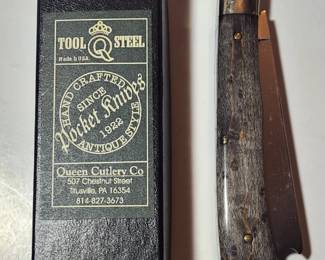 TOOL Q STEEL
Made In U.S.A.
HAND CRAFTED
SINCE
Pocket Knives
1922
ANTIQUE STYLE
Queen Cutlery Co
507 Chestnut Street
Titusville, PA 16354
814-827-3673